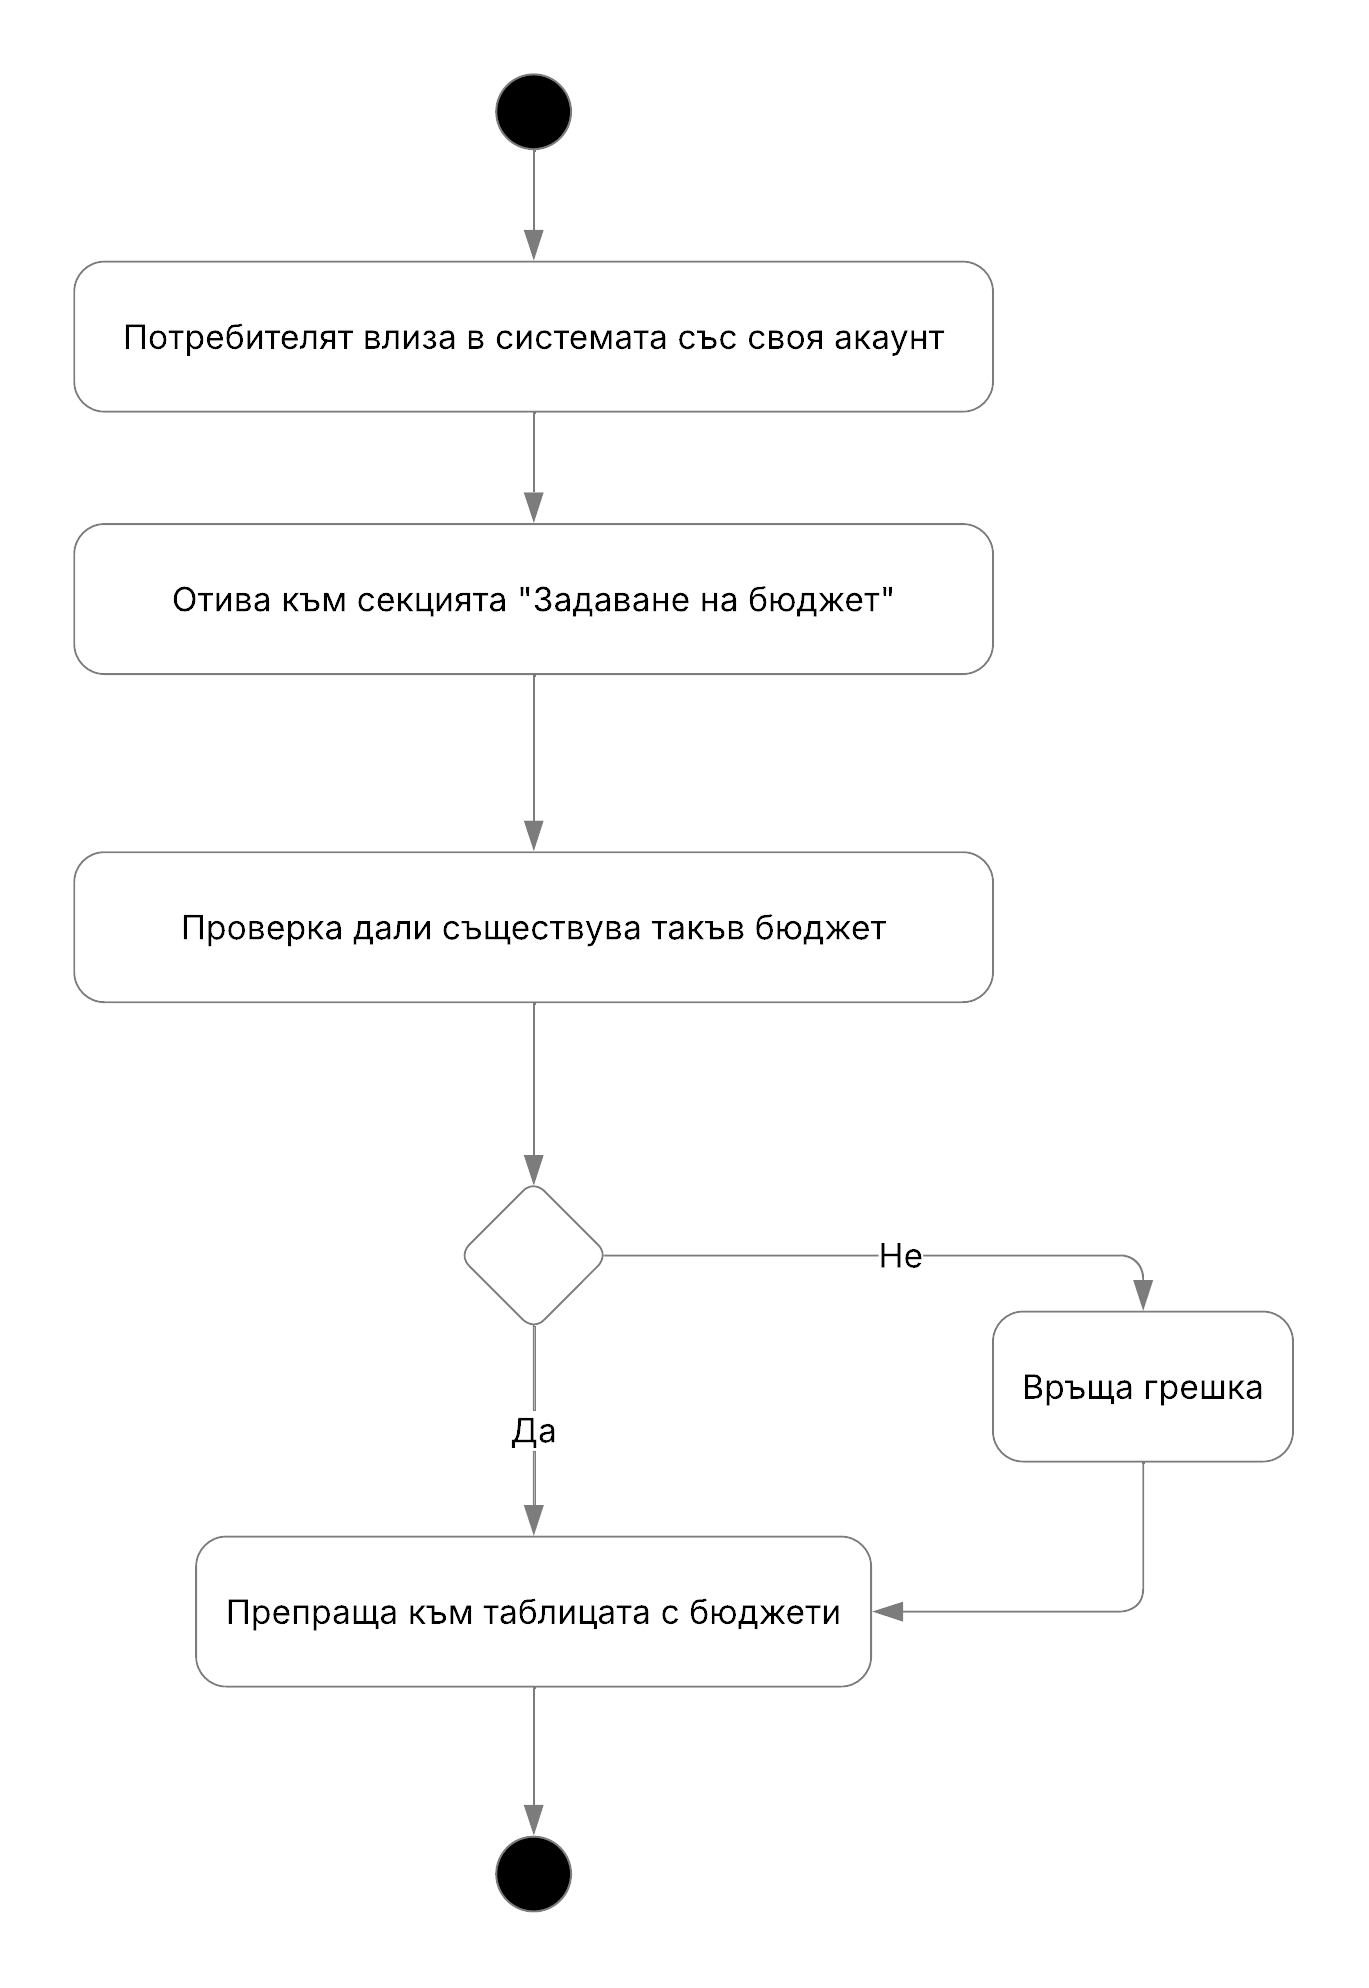 Потребителят влиза в системата със своя акаунт
Отива към секцията "Задаване на бюджет"
Проверка дали съществува такъв бюджет
Не
Връща грешка
Да
Препраща към таблицата с бюджети